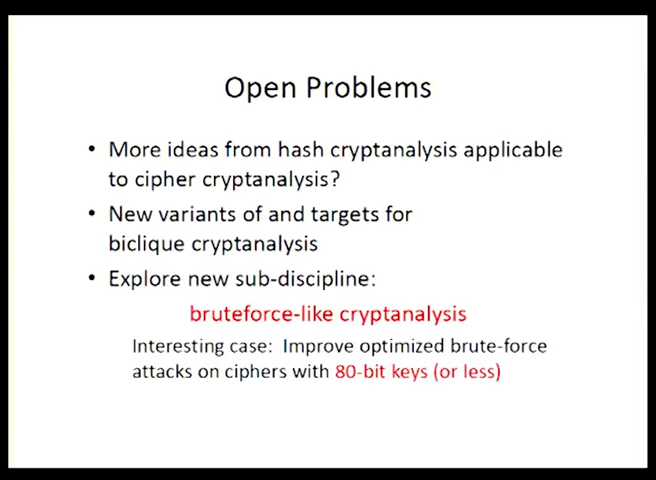 Open Problems
• More ideas from hash cryptanalysis applicable
to cipher cryptanalysis?
• New variants of and targets for
biclique cryptanalysis
• Explore new sub-discipline:
bruteforce-like cryptanalysis
Interesting case: Improve optimized brute-force
attacks on ciphers with 80-bit keys (or less)